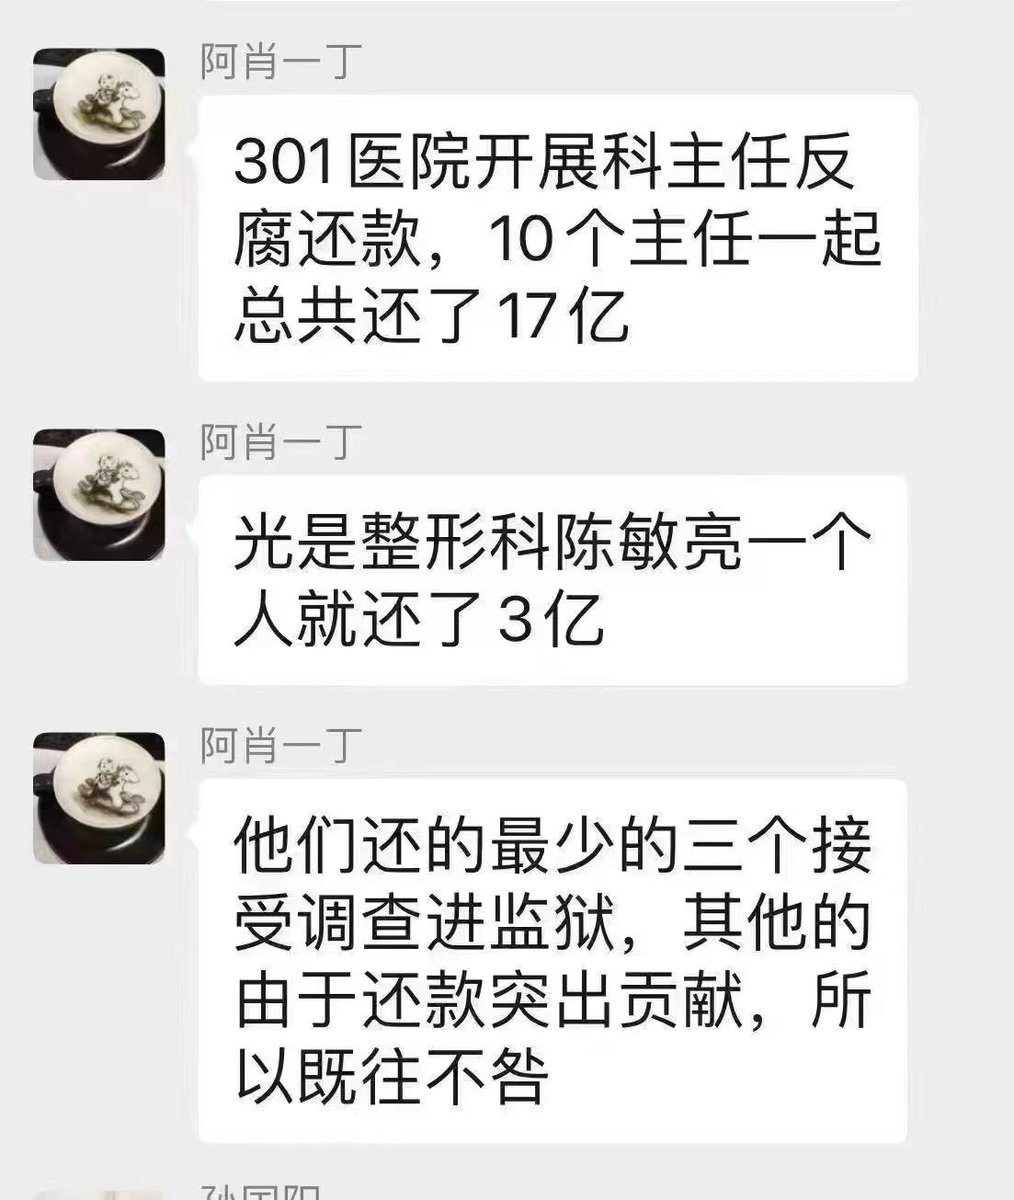 阿肖一丁
301医院开展科主任反
腐还款，10个主任一起
总共还了17亿
阿肖一丁
光是整形科陈敏亮一个
人就还了3亿
阿肖一丁
他们还的最少的三个接
受调查进监狱，其他的
由于还款突出贡献，所
以既往不咎